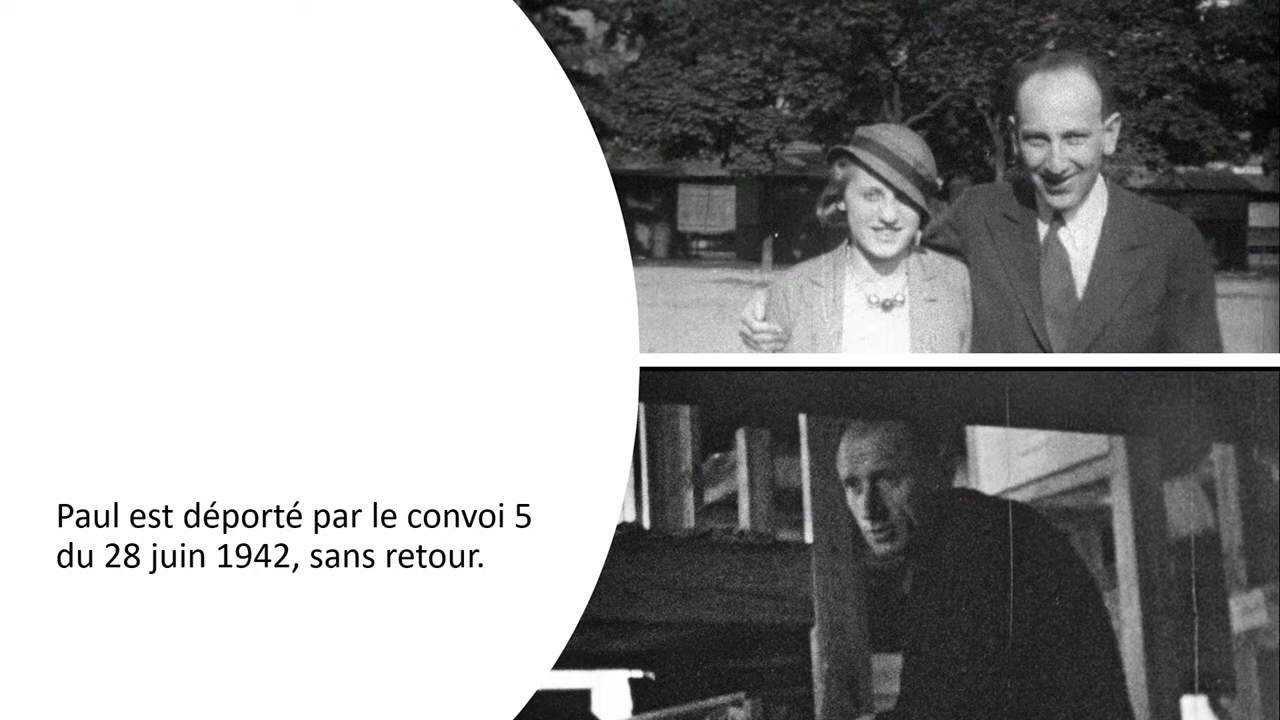 Paul est déporté par le convoi 5
du 28 juin 1942, sans retour.